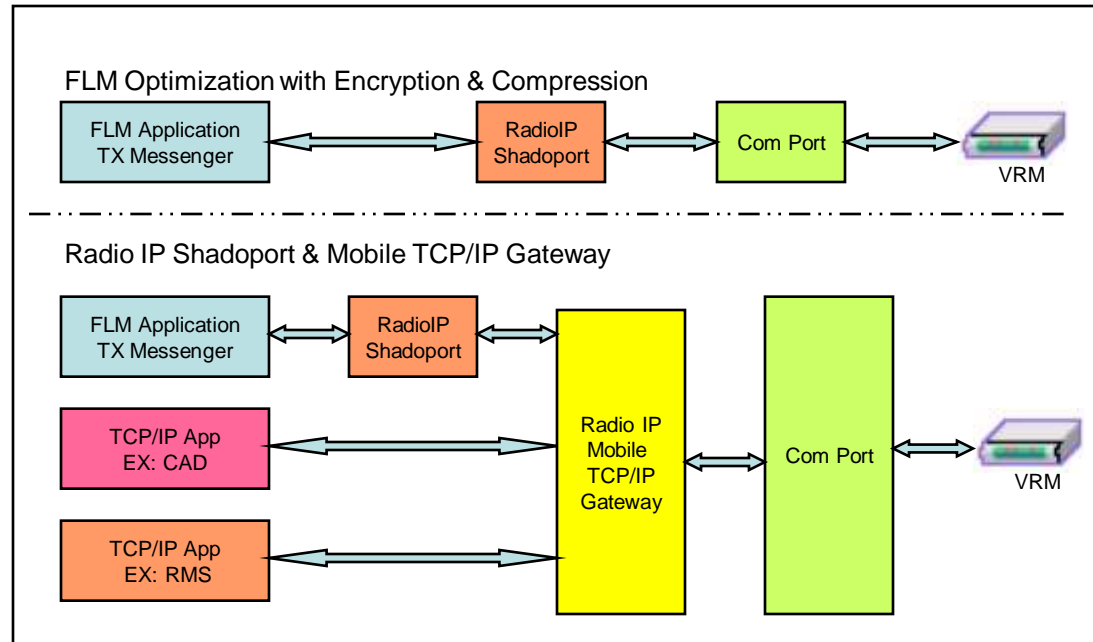 FLM Optimization with Encryption & Compression
FLM Application
TX Messenger
RadioIP
Shadoport
Com Port
VRM
Radio IP Shadoport & Mobile TCP/IP Gateway
FLM Application
TX Messenger
RadioIP
Shadoport
TCP/IP App
EX: CAD
TCP/IP App
EX: RMS
Radio IP
Mobile
TCP/IP
Gateway
Com Port
VRM